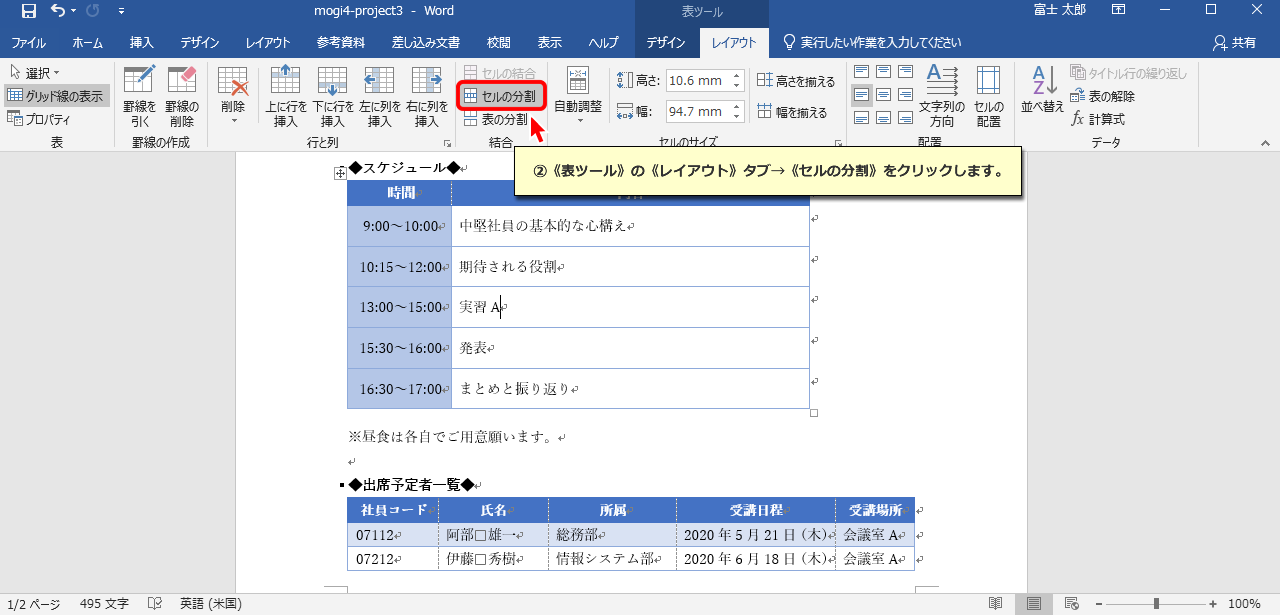 mogi4-project3 - Word
表ツール
富士 太郎
ファイル ホーム 挿入 デザイン レイアウト 参考資料 差し込み文書 校閲 表示 ヘルプ デザイン レイアウト 実行したい作業を入力してください 共有
選択
グリッド線の表示
プロパティ
表
罫線を引く
罫線の削除
罫線の作成
削除
上に行を挿入
下に行を挿入
左に列を挿入
右に列を挿入
行と列
セルの結合
セルの分割
表の分割
結合
自動調整
高さ: 10.6 mm
幅: 94.7 mm
高さを揃える
幅を揃える
セルのサイズ
文字列の方向
セルの配置
配置
並べ替え
タイトル行の繰り返し
表の解除
計算式
データ
②《表ツール》の《レイアウト》タブ→《セルの分割》をクリックします。
◆スケジュール◆
時間
9:00～10:00 中堅社員の基本的な心構え
10:15～12:00 期待される役割
13:00～15:00 実習 A
15:30～16:00 発表
16:30～17:00 まとめと振り返り
※昼食は各自でご用意願います。
◆出席予定者一覧◆
社員コード 氏名 所属 受講日程 受講場所
07112 阿部□雄一 総務部 2020 年 5 月 21 日（木） 会議室 A
07212 伊藤□秀樹 情報システム部 2020 年 6 月 18 日（木） 会議室 A
1/2 ページ 495 文字 英語 (米国) 100%